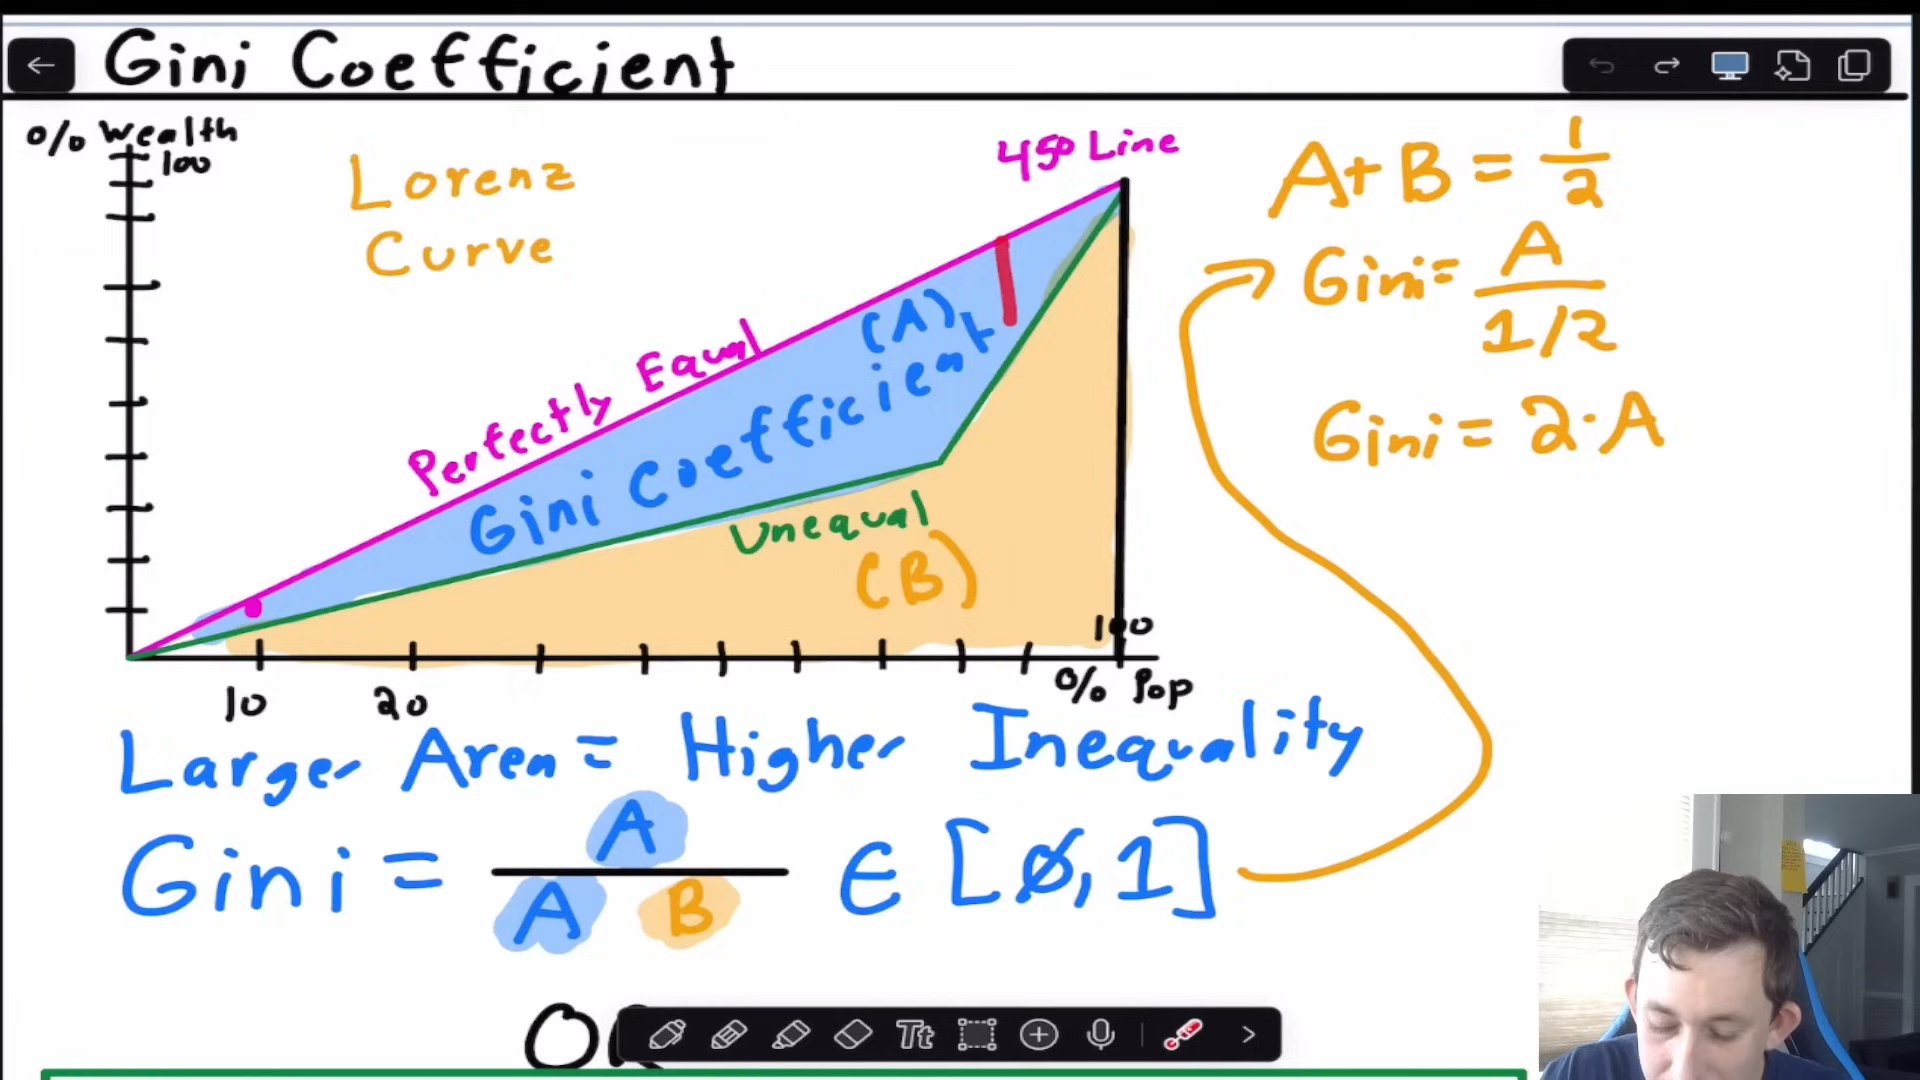 Gini Coefficient
% Wealth
100
Lorenz
Curve
45° Line
Perfectly Equal
(A)
Gini Coefficient
Unequal
(B)
100
% Pop
10 20
A+B = 1/2
Gini = A / 1/2
Gini = 2·A
Larger Area = Higher Inequality
Gini = A / A B ∈ [0,1]
Tt